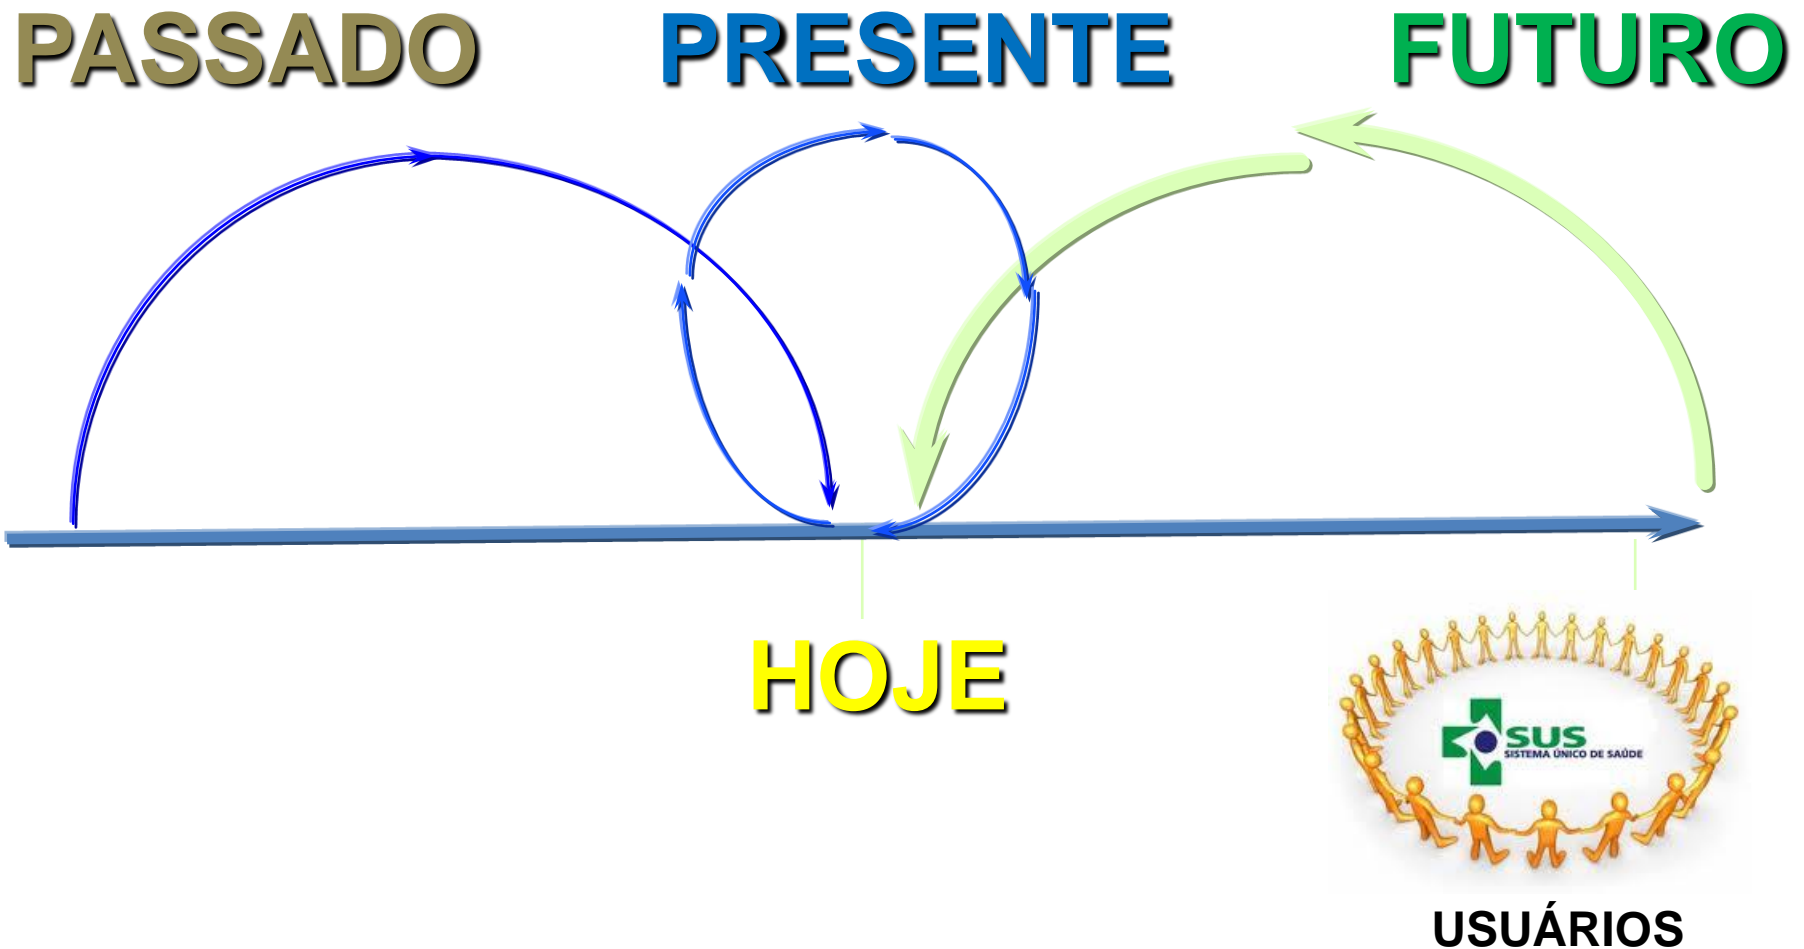 PASSADO
PRESENTE
FUTURO
HOJE
SUS
SISTEMA ÚNICO DE SAÚDE
USUÁRIOS